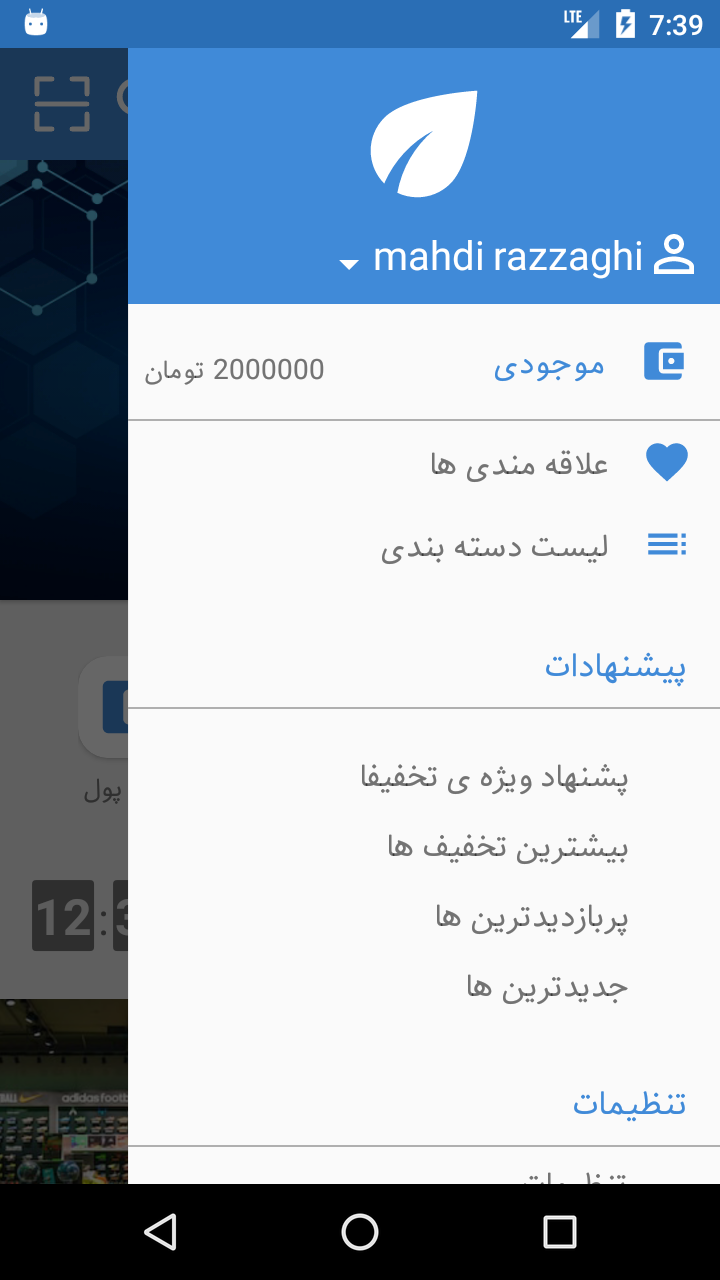 LTE 7:39
mahdi razzaghi
موجودی 2000000 تومان
علاقه مندی ها
لیست دسته بندی
پیشنهادات
پشنهاد ویژه ی تخفیفا
بیشترین تخفیف ها
پول
پربازدیدترین ها
12:3
جدیدترین ها
تنظیمات
adidas footb
تنظیمات